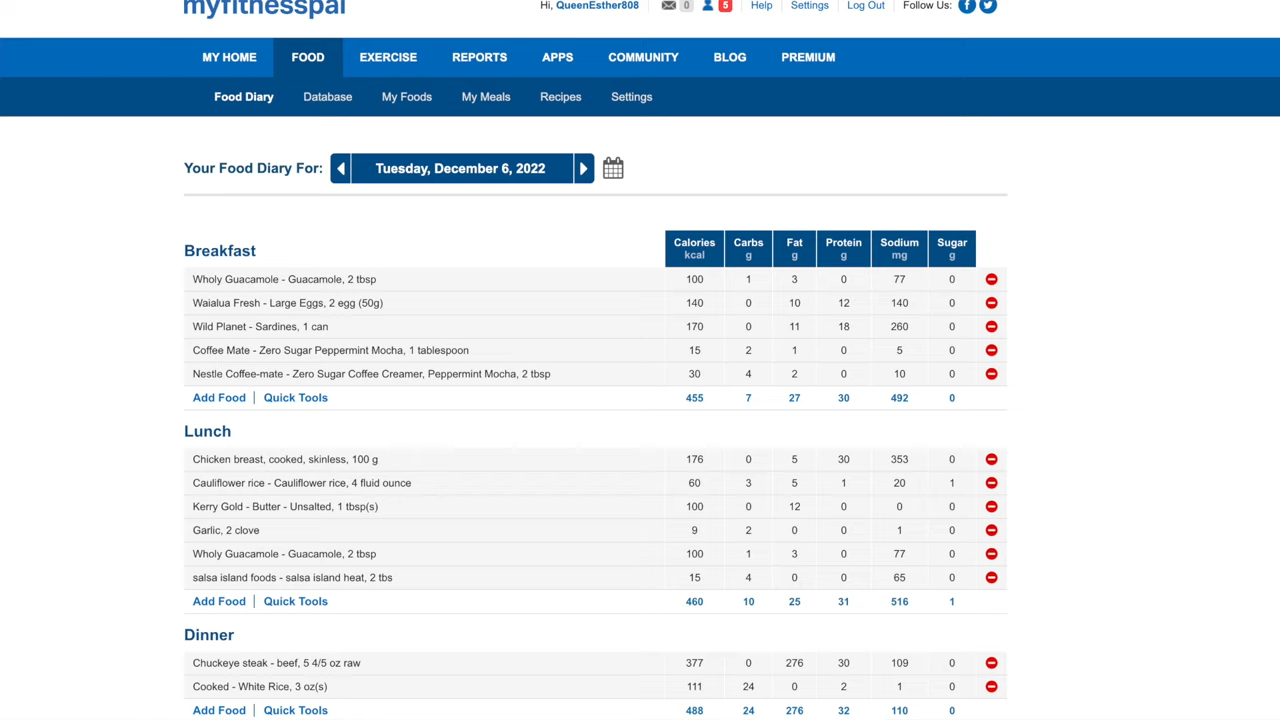 myfitnesspal Hi, QueenEsther808 0 5 Help Settings Log Out Follow Us:
MY HOME FOOD EXERCISE REPORTS APPS COMMUNITY BLOG PREMIUM
Food Diary Database My Foods My Meals Recipes Settings
Your Food Diary For: Tuesday, December 6, 2022
Breakfast Calories kcal Carbs g Fat g Protein g Sodium mg Sugar g
Wholy Guacamole - Guacamole, 2 tbsp 100 1 3 0 77 0
Waialua Fresh - Large Eggs, 2 egg (50g) 140 0 10 12 140 0
Wild Planet - Sardines, 1 can 170 0 11 18 260 0
Coffee Mate - Zero Sugar Peppermint Mocha, 1 tablespoon 15 2 1 0 5 0
Nestle Coffee-mate - Zero Sugar Coffee Creamer, Peppermint Mocha, 2 tbsp 30 4 2 0 10 0
Add Food | Quick Tools 455 7 27 30 492 0
Lunch
Chicken breast, cooked, skinless, 100 g 176 0 5 30 353 0
Cauliflower rice - Cauliflower rice, 4 fluid ounce 60 3 5 1 20 1
Kerry Gold - Butter - Unsalted, 1 tbsp(s) 100 0 12 0 0 0
Garlic, 2 clove 9 2 0 0 1 0
Wholy Guacamole - Guacamole, 2 tbsp 100 1 3 0 77 0
salsa island foods - salsa island heat, 2 tbs 15 4 0 0 65 0
Add Food | Quick Tools 460 10 25 31 516 1
Dinner
Chuckeye steak - beef, 5 4/5 oz raw 377 0 276 30 109 0
Cooked - White Rice, 3 oz(s) 111 24 0 2 1 0
Add Food | Quick Tools 488 24 276 32 110 0